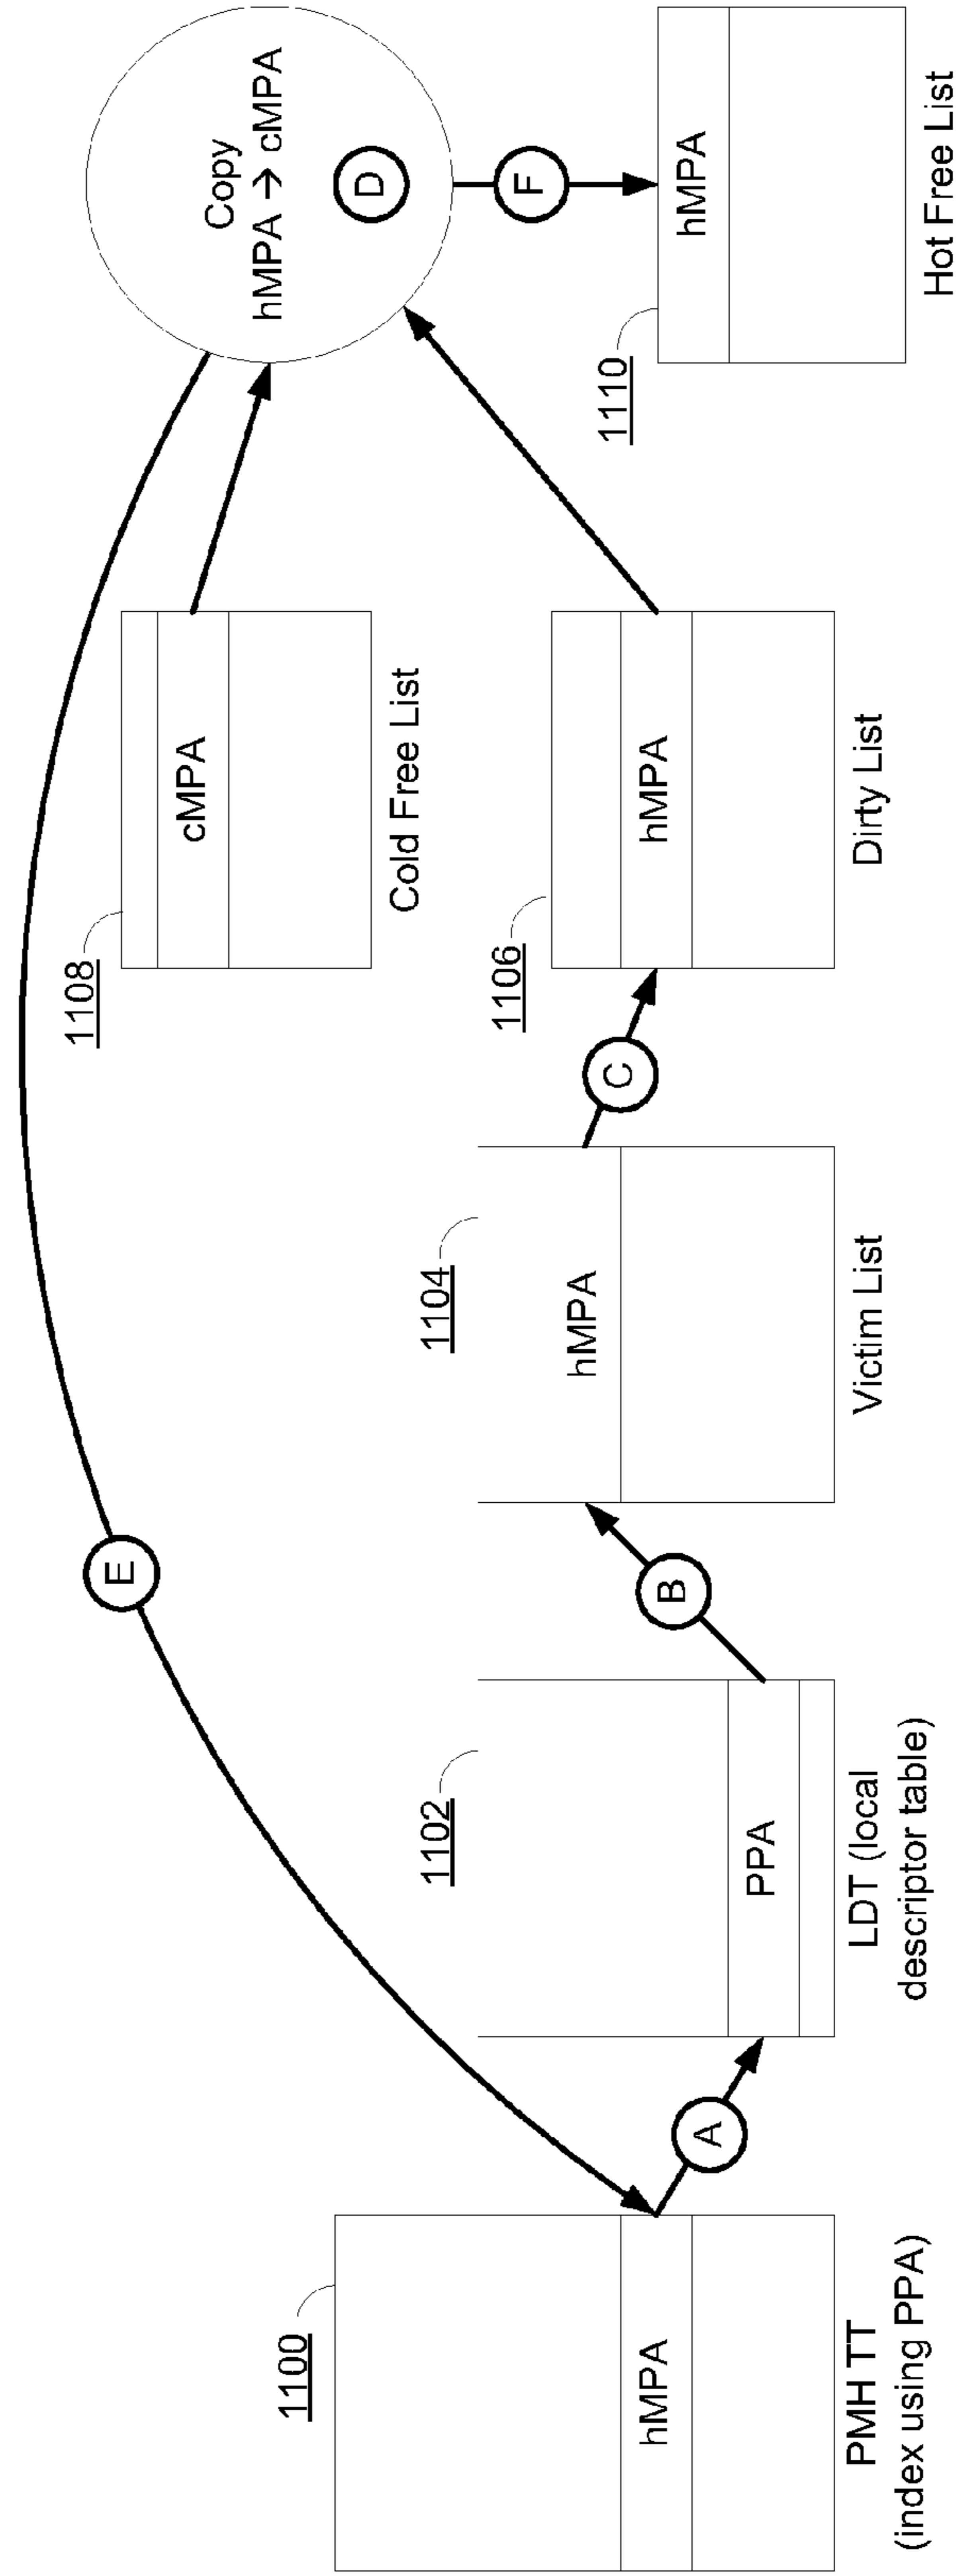 E
Copy
hMPA → cMPA
D
1108
cMPA
Cold Free List
F
1100
hMPA
PMH TT
(index using PPA)
A
1102
PPA
LDT (local
descriptor table)
B
1104
hMPA
Victim List
C
1106
hMPA
Dirty List
1110
hMPA
Hot Free List